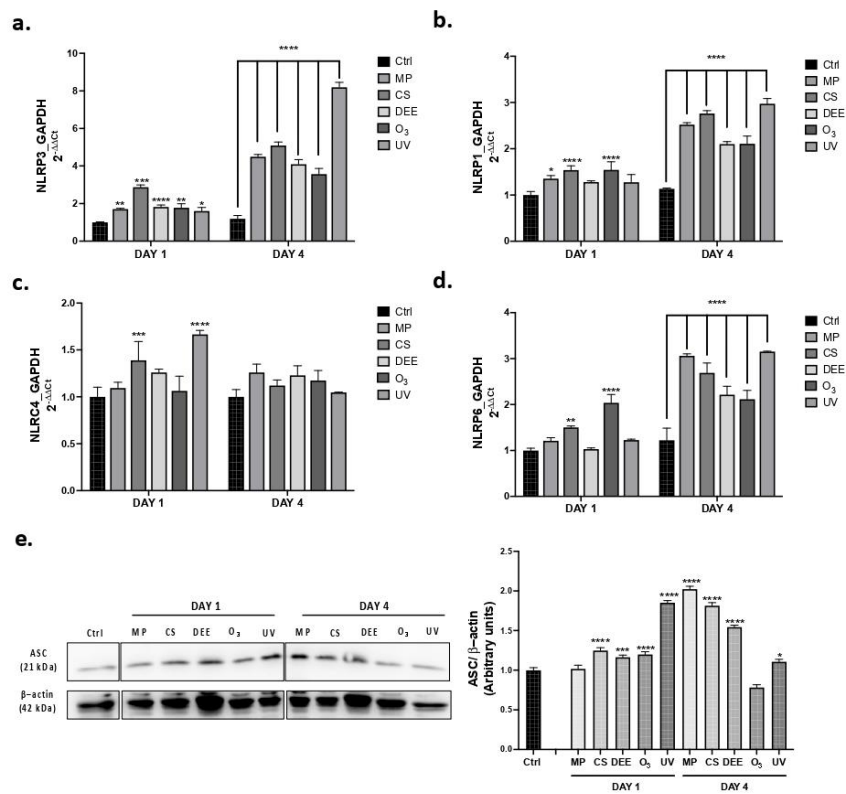 a.
NLRP3_GAPDH
2^-ΔΔCt
10
8
6
4
2
0
**
***
****
**
*
****
DAY 1
DAY 4
Ctrl
MP
CS
DEE
O₃
UV
b.
NLRP1_GAPDH
2^-ΔΔCt
4
3
2
1
0
*
****
****
****
DAY 1
DAY 4
Ctrl
MP
CS
DEE
O₃
UV
c.
NLRC4_GAPDH
2^-ΔΔCt
2.0
1.5
1.0
0.5
0.0
***
****
DAY 1
DAY 4
Ctrl
MP
CS
DEE
O₃
UV
d.
NLRP6_GAPDH
2^-ΔΔCt
4
3
2
1
0
**
****
****
DAY 1
DAY 4
Ctrl
MP
CS
DEE
O₃
UV
e.
DAY 1 DAY 4
Ctrl MP CS DEE O₃ UV MP CS DEE O₃ UV
ASC
(21 kDa)
β–actin
(42 kDa)
ASC/ β–actin
(Arbitrary units)
2.5
2.0
1.5
1.0
0.5
0.0
**** *** **** **** **** **** **** *
Ctrl MP CS DEE O₃ UV MP CS DEE O₃ UV
DAY 1 DAY 4